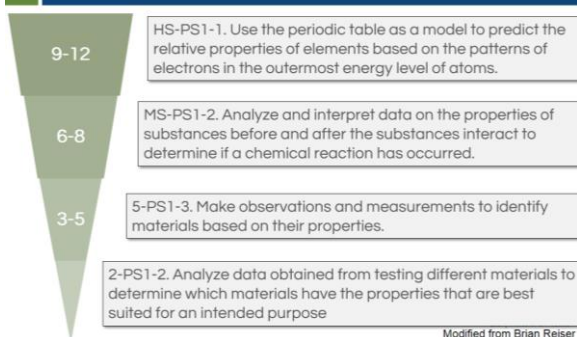 9-12
HS-PS1-1. Use the periodic table as a model to predict the
relative properties of elements based on the patterns of
electrons in the outermost energy level of atoms.
6-8
MS-PS1-2. Analyze and interpret data on the properties of
substances before and after the substances interact to
determine if a chemical reaction has occurred.
3-5
5-PS1-3. Make observations and measurements to identify
materials based on their properties.
2-PS1-2. Analyze data obtained from testing different materials to
determine which materials have the properties that are best
suited for an intended purpose
Modified from Brian Reiser